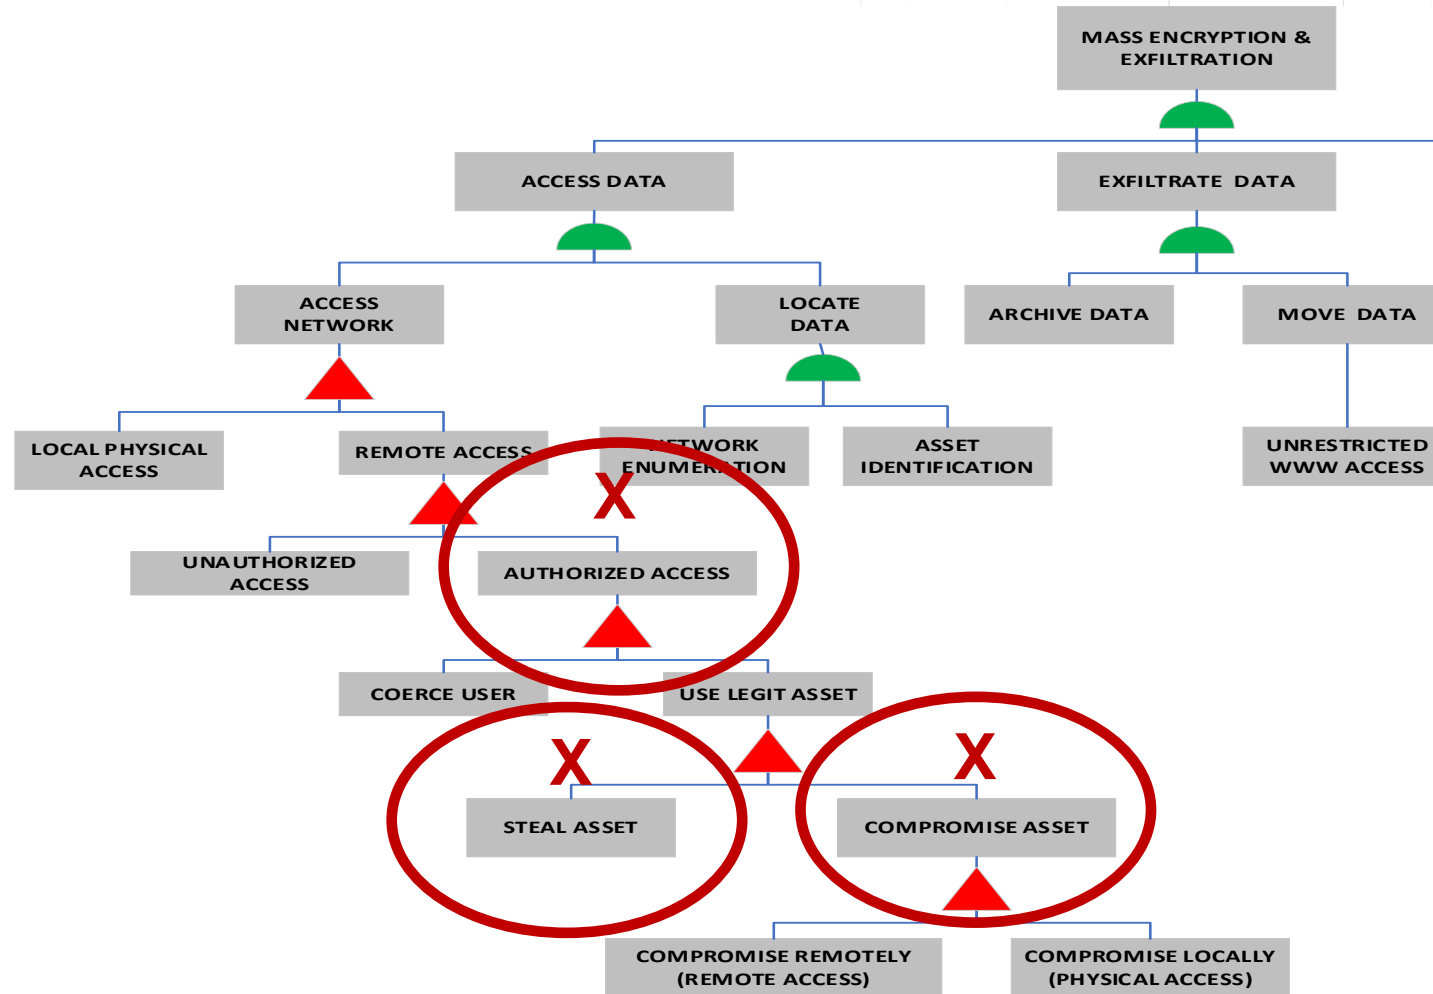 MASS ENCRYPTION &
EXFILTRATION
ACCESS DATA
EXFILTRATE DATA
ACCESS
NETWORK
LOCATE
DATA
ARCHIVE DATA
MOVE DATA
LOCAL PHYSICAL
ACCESS
REMOTE ACCESS
NETWORK
ENUMERATION
ASSET
IDENTIFICATION
UNRESTRICTED
WWW ACCESS
X
UNAUTHORIZED
ACCESS
AUTHORIZED ACCESS
COERCE USER
USE LEGIT ASSET
X
X
STEAL ASSET
COMPROMISE ASSET
COMPROMISE REMOTELY
(REMOTE ACCESS)
COMPROMISE LOCALLY
(PHYSICAL ACCESS)